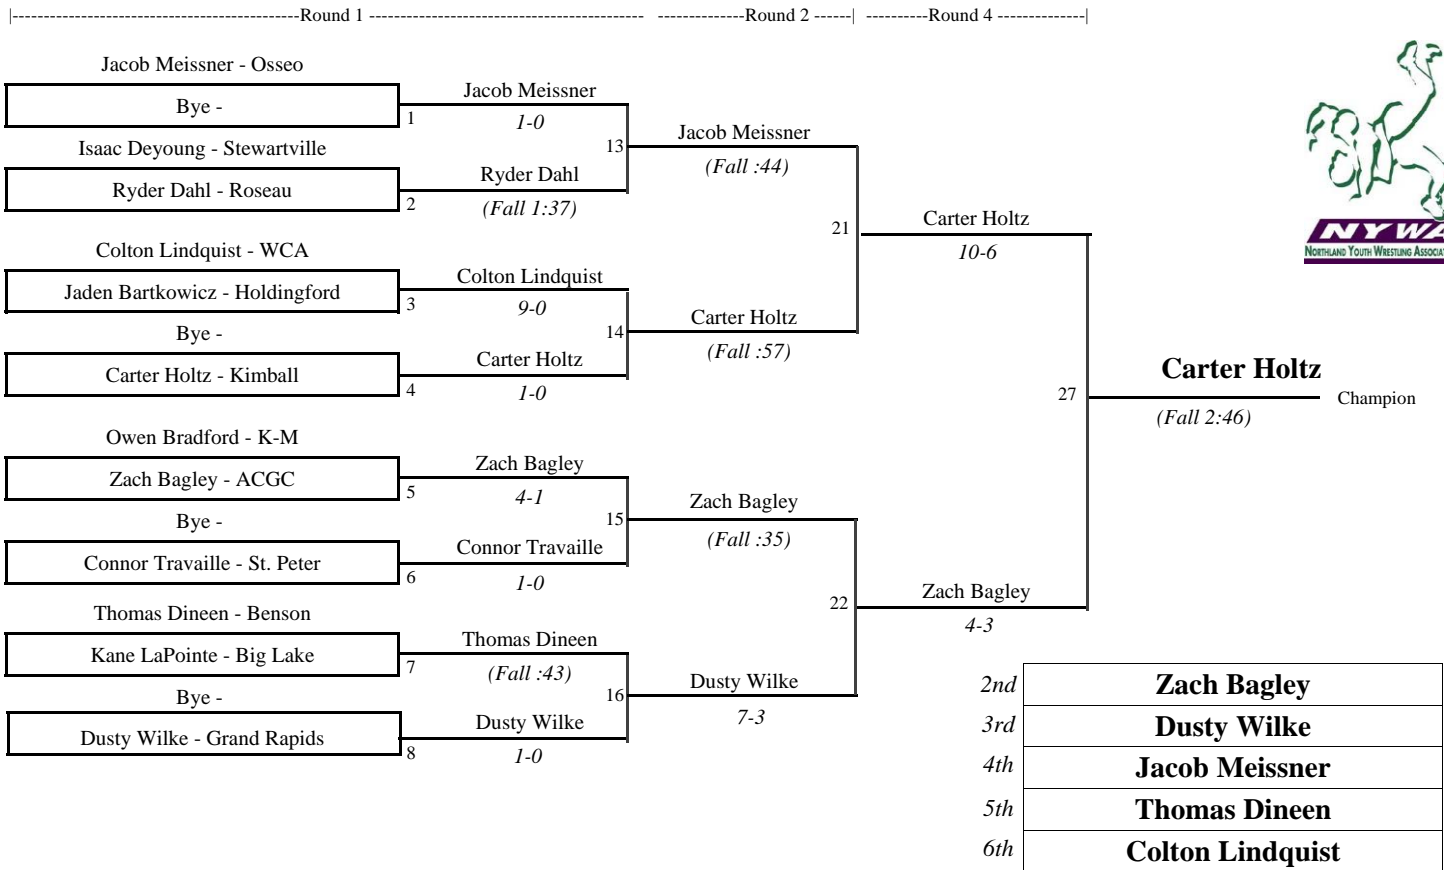 |----------------------------------------Round 1 ---------------------------------------- --------------Round 2 ------| ----------Round 4 --------------|
Jacob Meissner - Osseo
Bye -
1
Jacob Meissner
1-0
Isaac Deyoung - Stewartville
Ryder Dahl - Roseau
2
Ryder Dahl
(Fall 1:37)
13
Jacob Meissner
(Fall :44)
Colton Lindquist - WCA
Jaden Bartkowicz - Holdingford
3
Colton Lindquist
9-0
Bye -
Carter Holtz - Kimball
4
Carter Holtz
1-0
14
Carter Holtz
(Fall :57)
21
Carter Holtz
10-6
Owen Bradford - K-M
Zach Bagley - ACGC
5
Zach Bagley
4-1
Bye -
Connor Travaille - St. Peter
6
Connor Travaille
1-0
15
Zach Bagley
(Fall :35)
Thomas Dineen - Benson
Kane LaPointe - Big Lake
7
Thomas Dineen
(Fall :43)
Bye -
Dusty Wilke - Grand Rapids
8
Dusty Wilke
1-0
16
Dusty Wilke
7-3
22
Zach Bagley
4-3
27
Carter Holtz
(Fall 2:46)
Champion
NYWA
NORTHLAND YOUTH WRESTLING
2nd Zach Bagley
3rd Dusty Wilke
4th Jacob Meissner
5th Thomas Dineen
6th Colton Lindquist